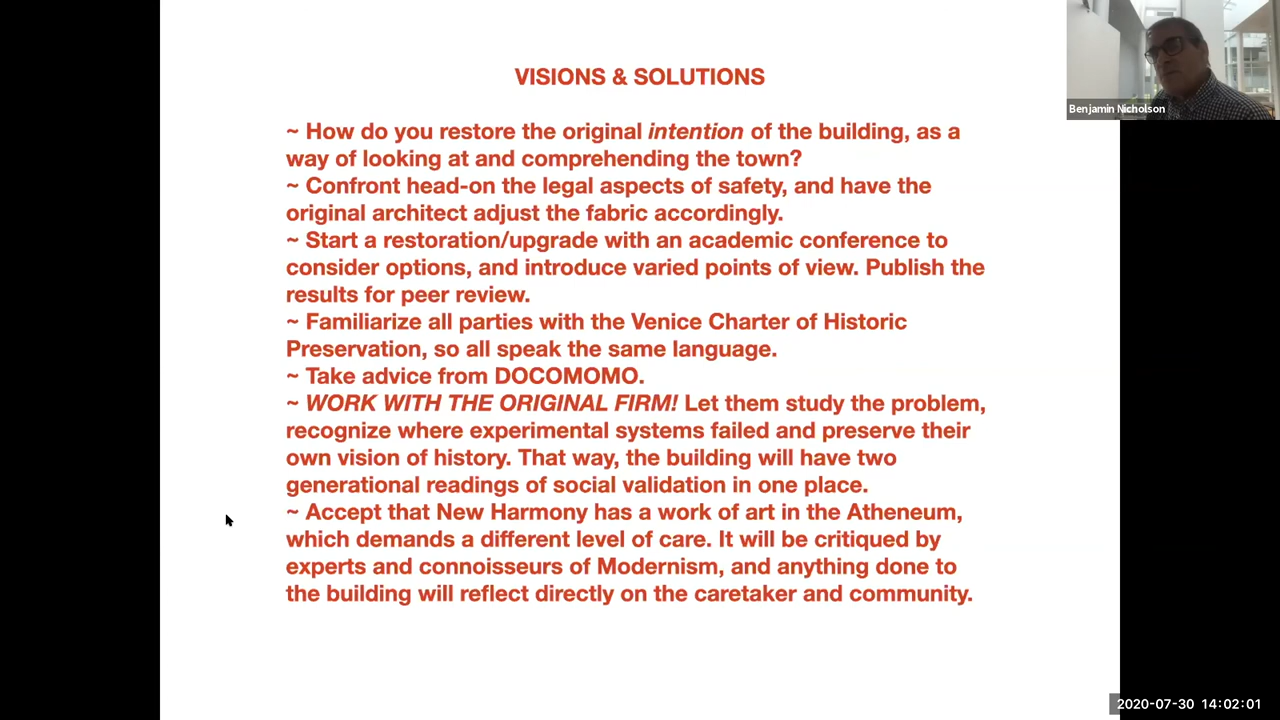 VISIONS & SOLUTIONS
Benjamin Nicholson
~ How do you restore the original intention of the building, as a
way of looking at and comprehending the town?
~ Confront head-on the legal aspects of safety, and have the
original architect adjust the fabric accordingly.
~ Start a restoration/upgrade with an academic conference to
consider options, and introduce varied points of view. Publish the
results for peer review.
~ Familiarize all parties with the Venice Charter of Historic
Preservation, so all speak the same language.
~ Take advice from DOCOMOMO.
~ WORK WITH THE ORIGINAL FIRM! Let them study the problem,
recognize where experimental systems failed and preserve their
own vision of history. That way, the building will have two
generational readings of social validation in one place.
~ Accept that New Harmony has a work of art in the Atheneum,
which demands a different level of care. It will be critiqued by
experts and connoisseurs of Modernism, and anything done to
the building will reflect directly on the caretaker and community.
2020-07-30 14:02:01